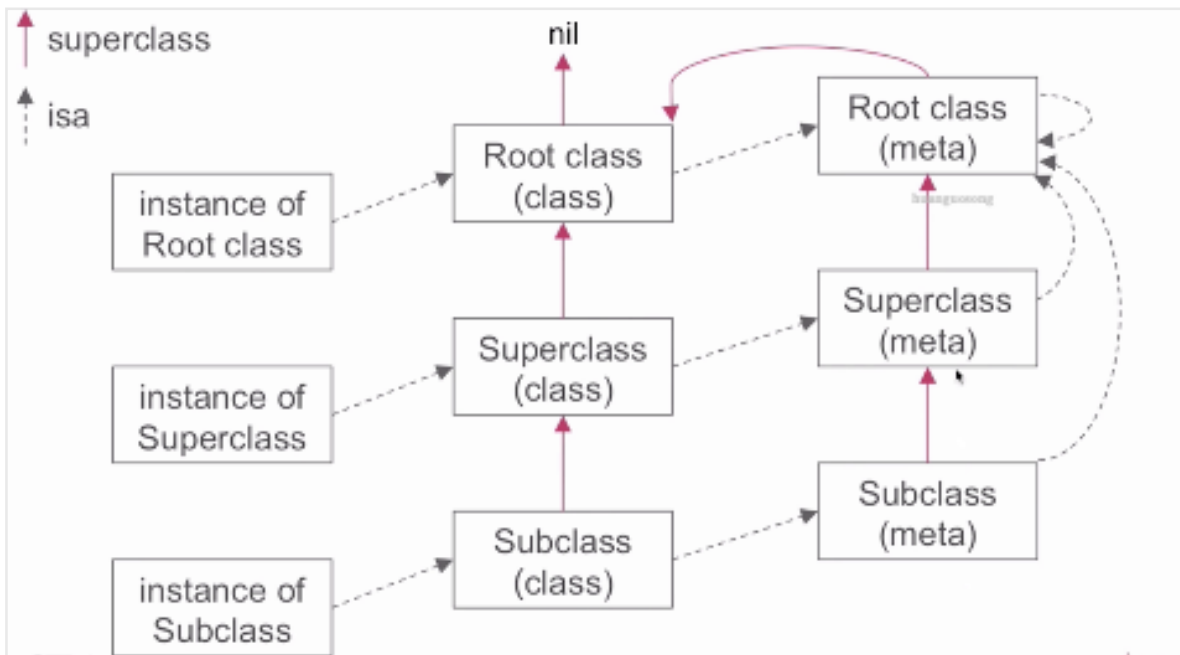 superclass
isa
nil
Root class
(class)
Root class
(meta)
instance of
Root class
Superclass
(class)
Superclass
(meta)
instance of
Superclass
Subclass
(class)
Subclass
(meta)
instance of
Subclass